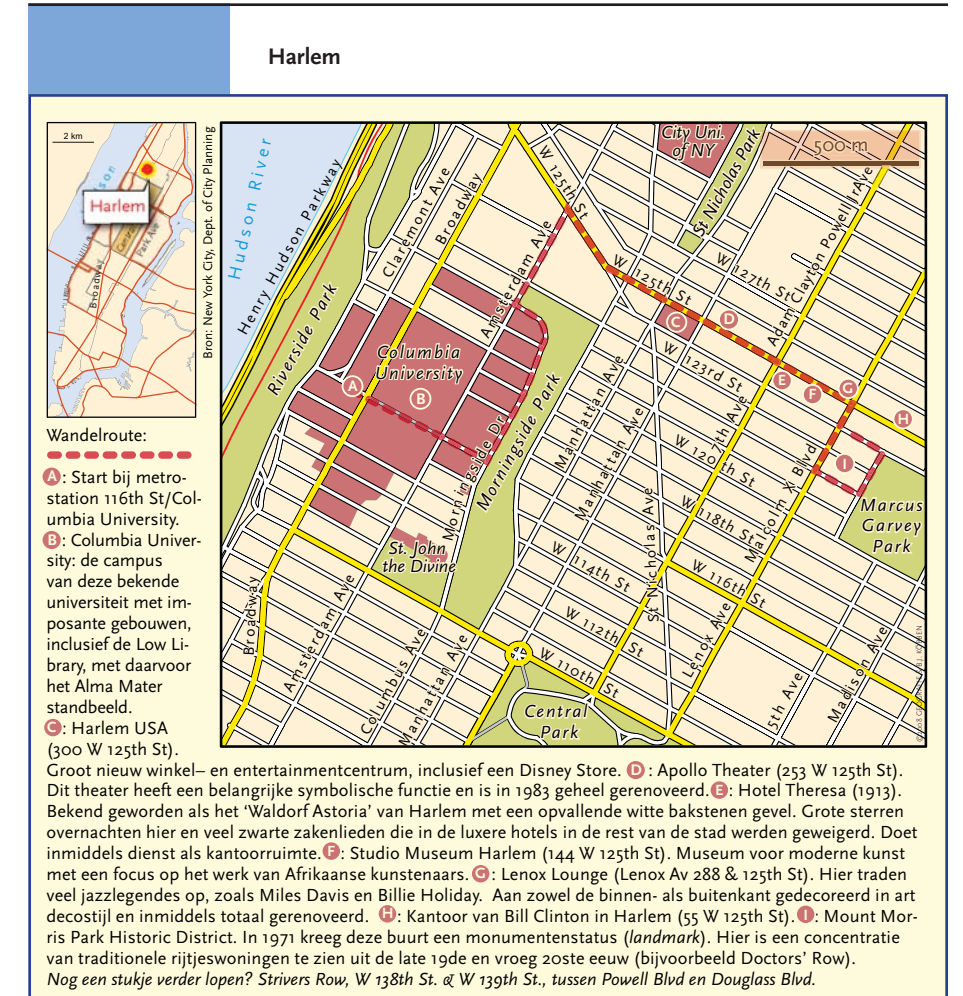 Harlem
2 km
Harlem
Central
Park Ave
Broadway
Bron: New York City, Dept. of City Planning
Hudson River
Henry Hudson Parkway
Riverside Park
Claremont Ave
Broadway
Amsterdam Ave
W 125th St
City Uni.
of NY
St Nicholas Park
500 m
Adam Clayton Powell Jr Ave
W 127th St
W 125th St
Columbia
University
A
B
C
D
E
F
G
H
I
W 123rd St
7th Ave
W 120th St
Manhattan Ave
Manhattan Ave
Morningside Park
Morningside Dr
Malcolm X Blvd
Marcus
Garvey
Park
W 118th St
W 116th St
St Nicholas Ave
W 114th St
W 112th St
W 110th St
St. John
the Divine
Broadway
Amsterdam Ave
Columbus Ave
Manhattan Ave
Lenox Ave
5th Ave
Madison Ave
Central
Park
Wandelroute:
A: Start bij metro-
station 116th St/Col-
umbia University.
B: Columbia Univer-
sity: de campus
van deze bekende
universiteit met im-
posante gebouwen,
inclusief de Low Li-
brary, met daarvoor
het Alma Mater
standbeeld.
C: Harlem USA
(300 W 125th St).
Groot nieuw winkel– en entertainmentcentrum, inclusief een Disney Store. D: Apollo Theater (253 W 125th St).
Dit theater heeft een belangrijke symbolische functie en is in 1983 geheel gerenoveerd. E: Hotel Theresa (1913).
Bekend geworden als het 'Waldorf Astoria' van Harlem met een opvallende witte bakstenen gevel. Grote sterren
overnachten hier en veel zwarte zakenlieden die in de luxere hotels in de rest van de stad werden geweigerd. Doet
inmiddels dienst als kantoorruimte. F: Studio Museum Harlem (144 W 125th St). Museum voor moderne kunst
met een focus op het werk van Afrikaanse kunstenaars. G: Lenox Lounge (Lenox Av 288 & 125th St). Hier traden
veel jazzlegendes op, zoals Miles Davis en Billie Holiday. Aan zowel de binnen- als buitenkant gedecoreerd in art
decostijl en inmiddels totaal gerenoveerd. H: Kantoor van Bill Clinton in Harlem (55 W 125th St). I: Mount Mor-
ris Park Historic District. In 1971 kreeg deze buurt een monumentenstatus (landmark). Hier is een concentratie
van traditionele rijtjeswoningen te zien uit de late 19de en vroeg 20ste eeuw (bijvoorbeeld Doctors' Row).
Nog een stukje verder lopen? Strivers Row, W 138th St. & W 139th St., tussen Powell Blvd en Douglass Blvd.